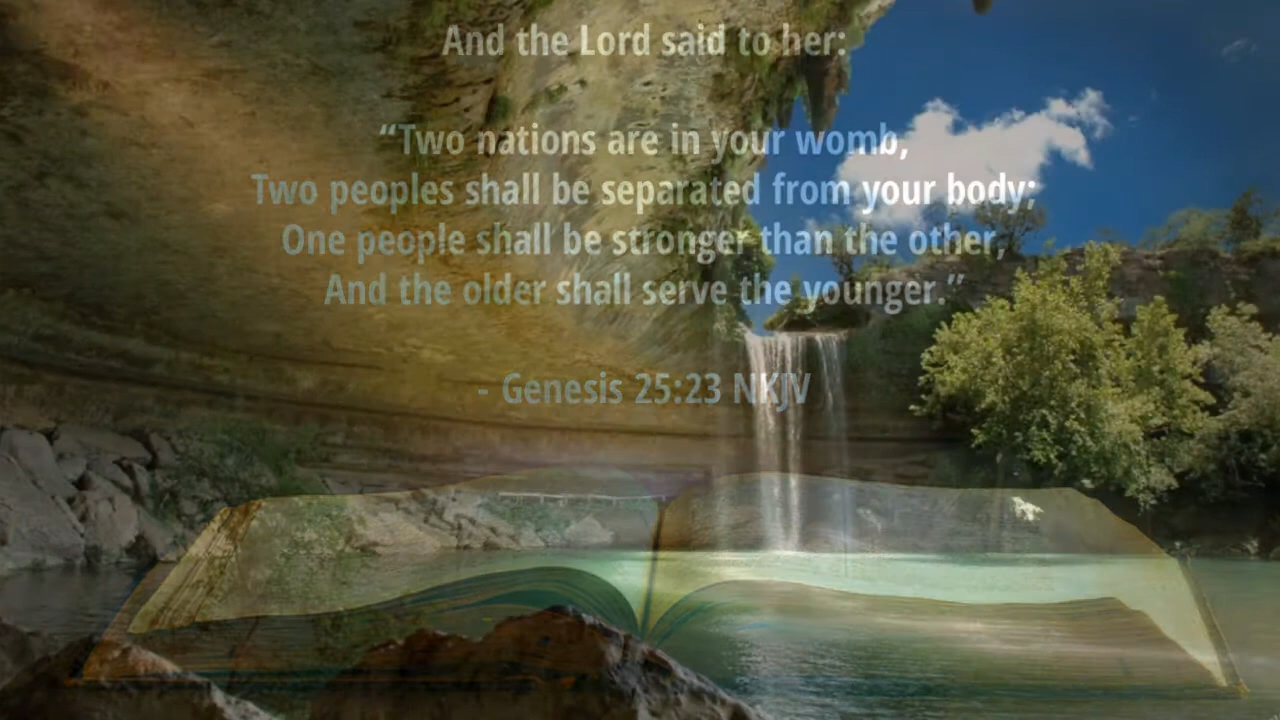 And the Lord said to her:
“Two nations are in your womb,
Two peoples shall be separated from your body;
One people shall be stronger than the other,
And the older shall serve the younger.”
- Genesis 25:23 NKJV